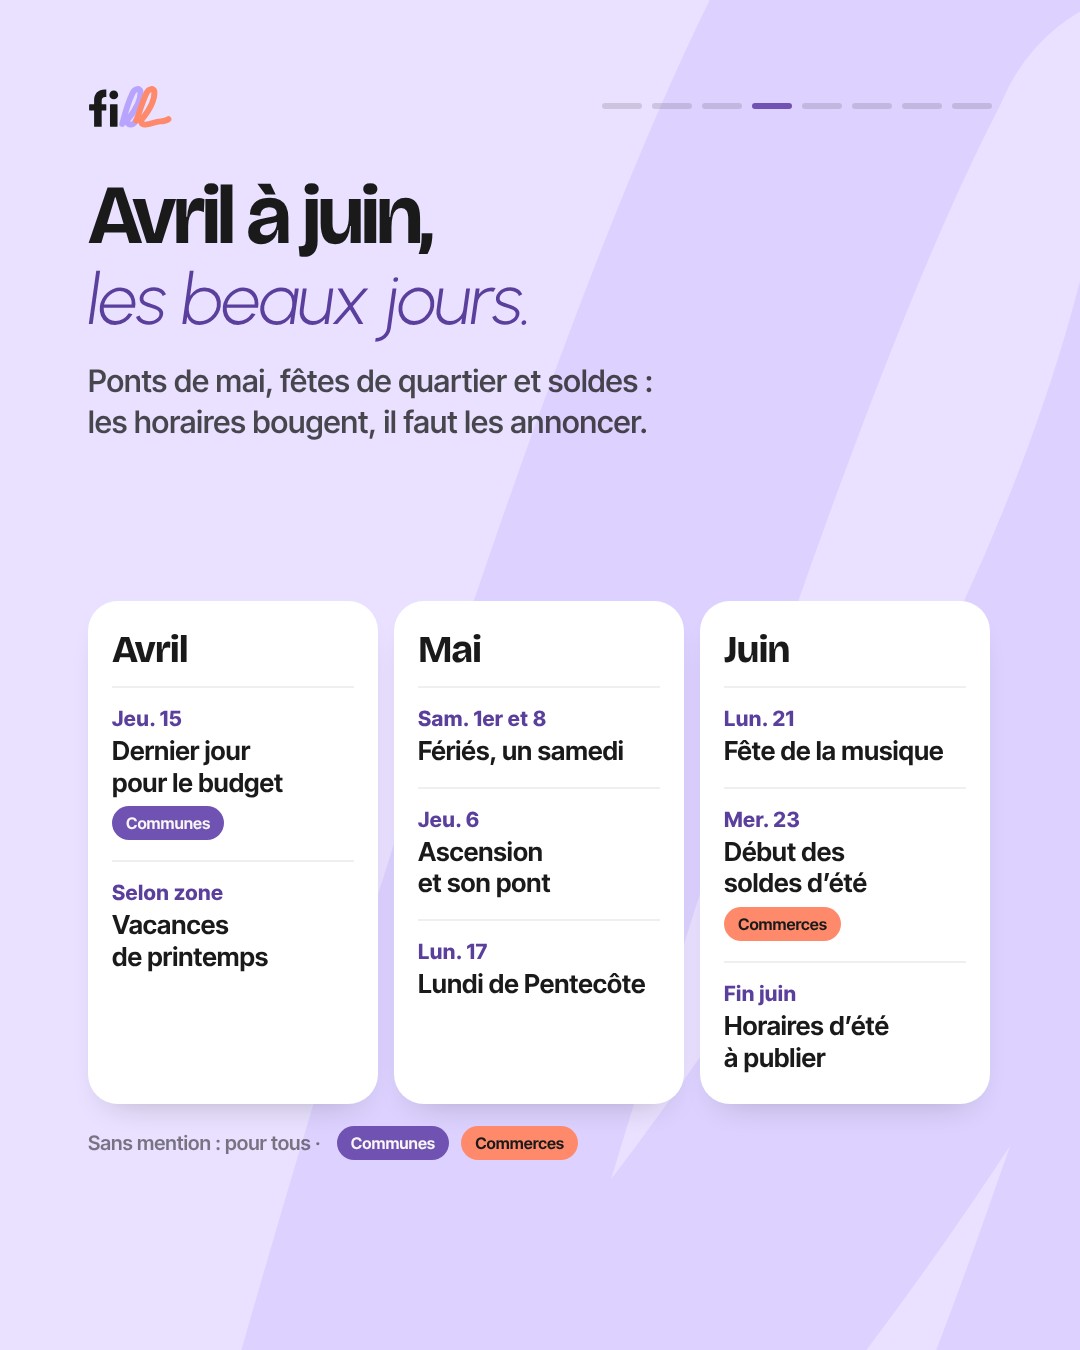 fill
Avril à juin,
les beaux jours.
Ponts de mai, fêtes de quartier et soldes :
les horaires bougent, il faut les annoncer.
Avril
Jeu. 15
Dernier jour
pour le budget
Communes
Selon zone
Vacances
de printemps
Mai
Sam. 1er et 8
Fériés, un samedi
Jeu. 6
Ascension
et son pont
Lun. 17
Lundi de Pentecôte
Juin
Lun. 21
Fête de la musique
Mer. 23
Début des
soldes d’été
Commerces
Fin juin
Horaires d’été
à publier
Sans mention : pour tous · Communes Commerces